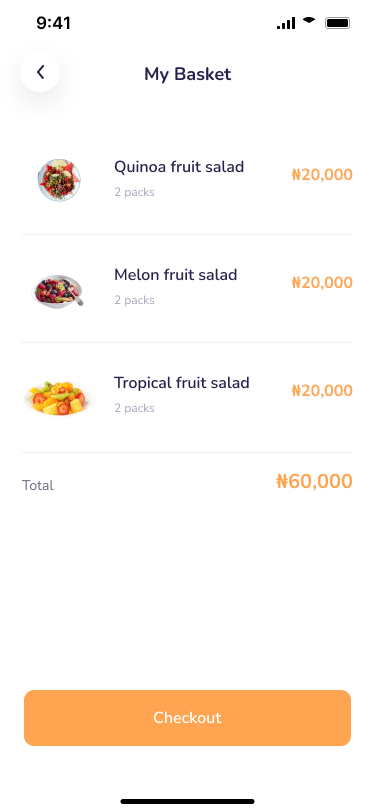 9:41
My Basket
Quinoa fruit salad
2 packs
₦20,000
Melon fruit salad
2 packs
₦20,000
Tropical fruit salad
2 packs
₦20,000
Total
₦60,000
Checkout